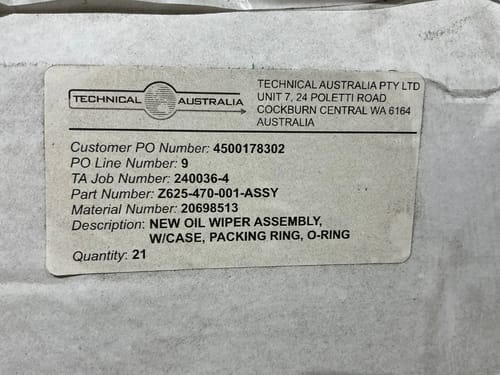 TECHNICAL AUSTRALIA
TECHNICAL AUSTRALIA PTY LTD
UNIT 7, 24 POLETTI ROAD
COCKBURN CENTRAL WA 6164
AUSTRALIA
Customer PO Number: 4500178302
PO Line Number: 9
TA Job Number: 240036-4
Part Number: Z625-470-001-ASSY
Material Number: 20698513
Description: NEW OIL WIPER ASSEMBLY,
W/CASE, PACKING RING, O-RING
Quantity: 21